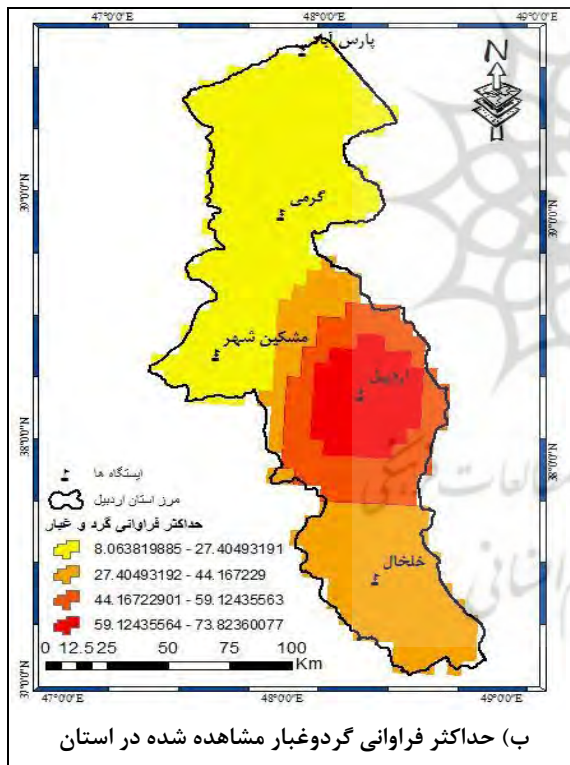 47°0'0"E 48°0'0"E 49°0'0"E
N
پارس آباد
39°0'0"N 39°0'0"N
گرمی
مشکین شهر
اردبیل
38°0'0"N 38°0'0"N
مطالعات فرهنگی
ایستگاه ها
مرز استان اردبیل
حداکثر فراوانی گرد و غبار
خلخال
8.063819885 - 27.40493191
27.40493192 - 44.167229
44.16722901 - 59.12435563
59.12435564 - 73.82360077
0 12.5 25 50 75 100
Km
37°0'0"N 37°0'0"N
47°0'0"E 48°0'0"E 49°0'0"E
ب) حداکثر فراوانی گردوغبار مشاهده شده در استان